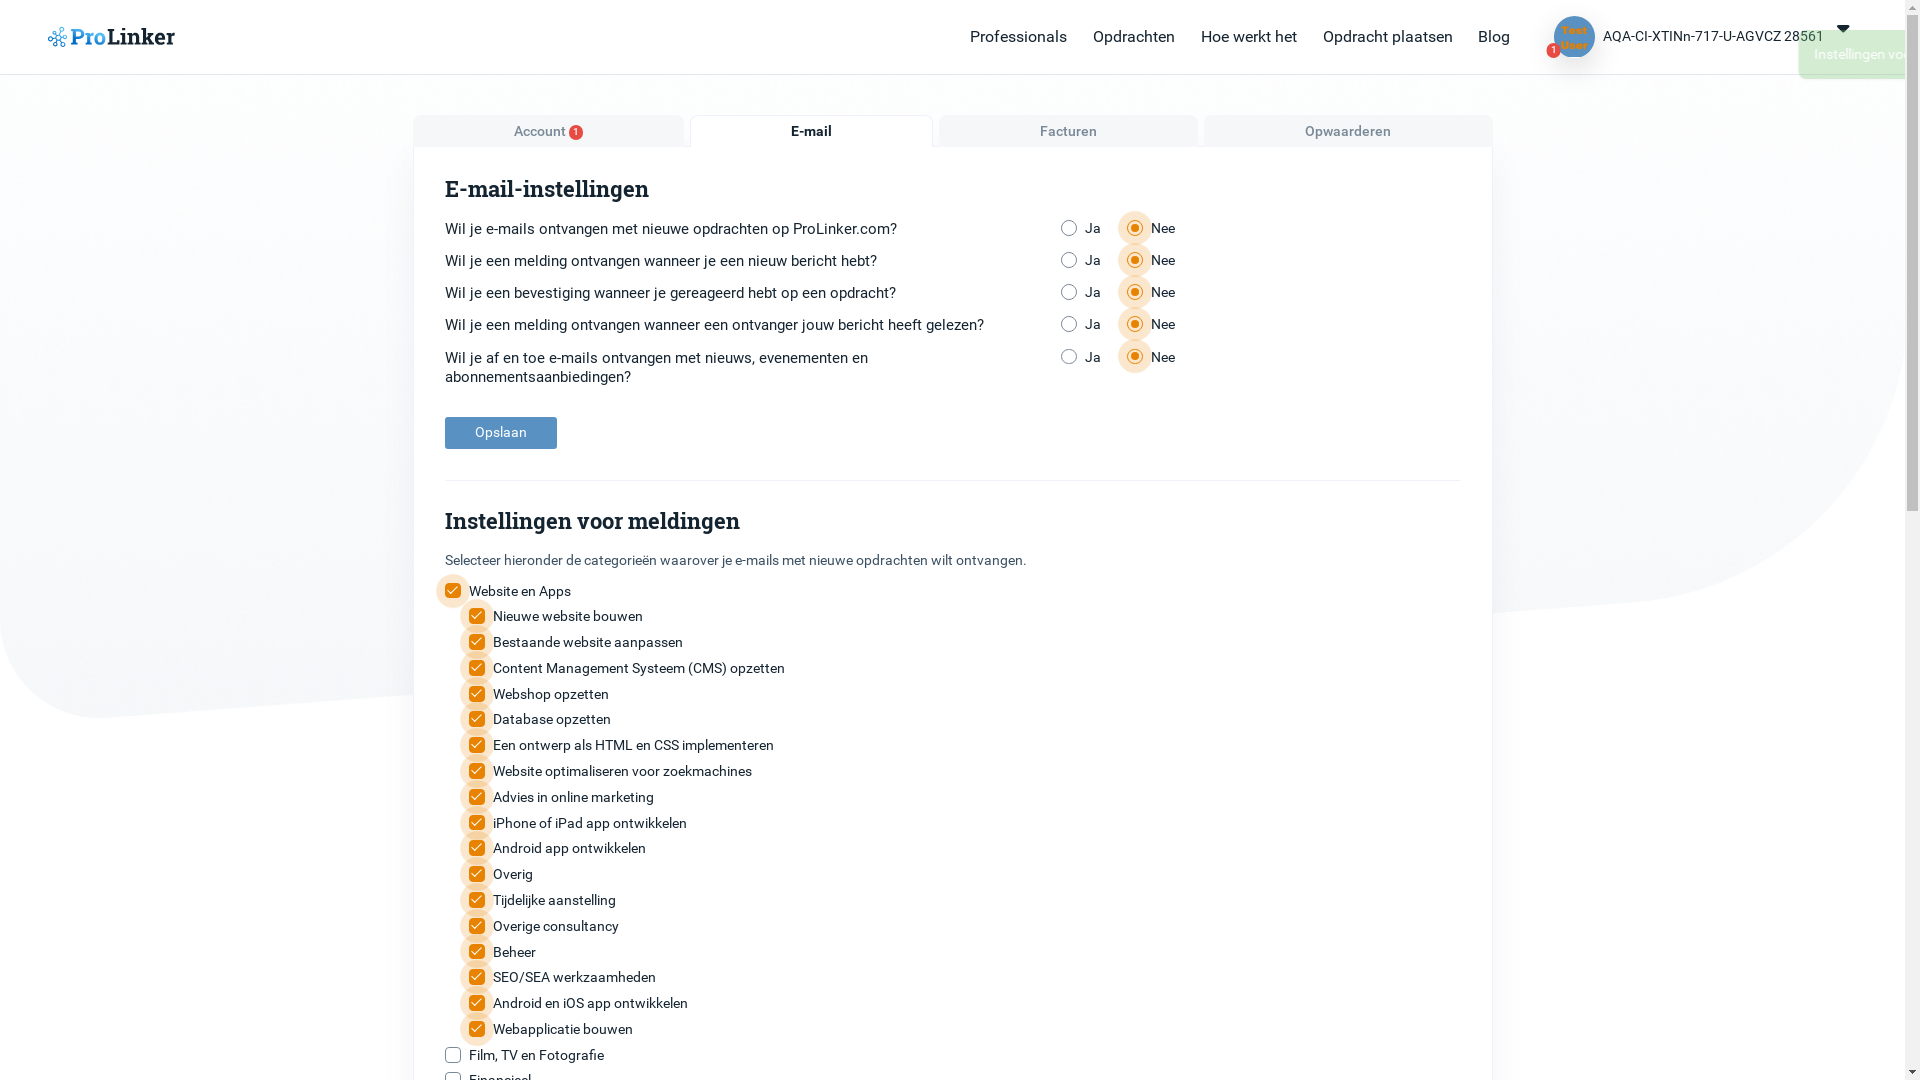 ProLinker
Professionals
Opdrachten
Hoe werkt het
Opdracht plaatsen
Blog
Test
User
1
AQA-CI-XTINn-717-U-AGVCZ 28561
Instellingen
Account 1
E-mail
Facturen
Opwaarderen
E-mail-instellingen
Wil je e-mails ontvangen met nieuwe opdrachten op ProLinker.com?
Ja
Nee
Wil je een melding ontvangen wanneer je een nieuw bericht hebt?
Ja
Nee
Wil je een bevestiging wanneer je gereageerd hebt op een opdracht?
Ja
Nee
Wil je een melding ontvangen wanneer een ontvanger jouw bericht heeft gelezen?
Ja
Nee
Wil je af en toe e-mails ontvangen met nieuws, evenementen en
abonnementsaanbiedingen?
Ja
Nee
Opslaan
Instellingen voor meldingen
Selecteer hieronder de categorieën waarover je e-mails met nieuwe opdrachten wilt ontvangen.
Website en Apps
Nieuwe website bouwen
Bestaande website aanpassen
Content Management Systeem (CMS) opzetten
Webshop opzetten
Database opzetten
Een ontwerp als HTML en CSS implementeren
Website optimaliseren voor zoekmachines
Advies in online marketing
iPhone of iPad app ontwikkelen
Android app ontwikkelen
Overig
Tijdelijke aanstelling
Overige consultancy
Beheer
SEO/SEA werkzaamheden
Android en iOS app ontwikkelen
Webapplicatie bouwen
Film, TV en Fotografie
Financieel